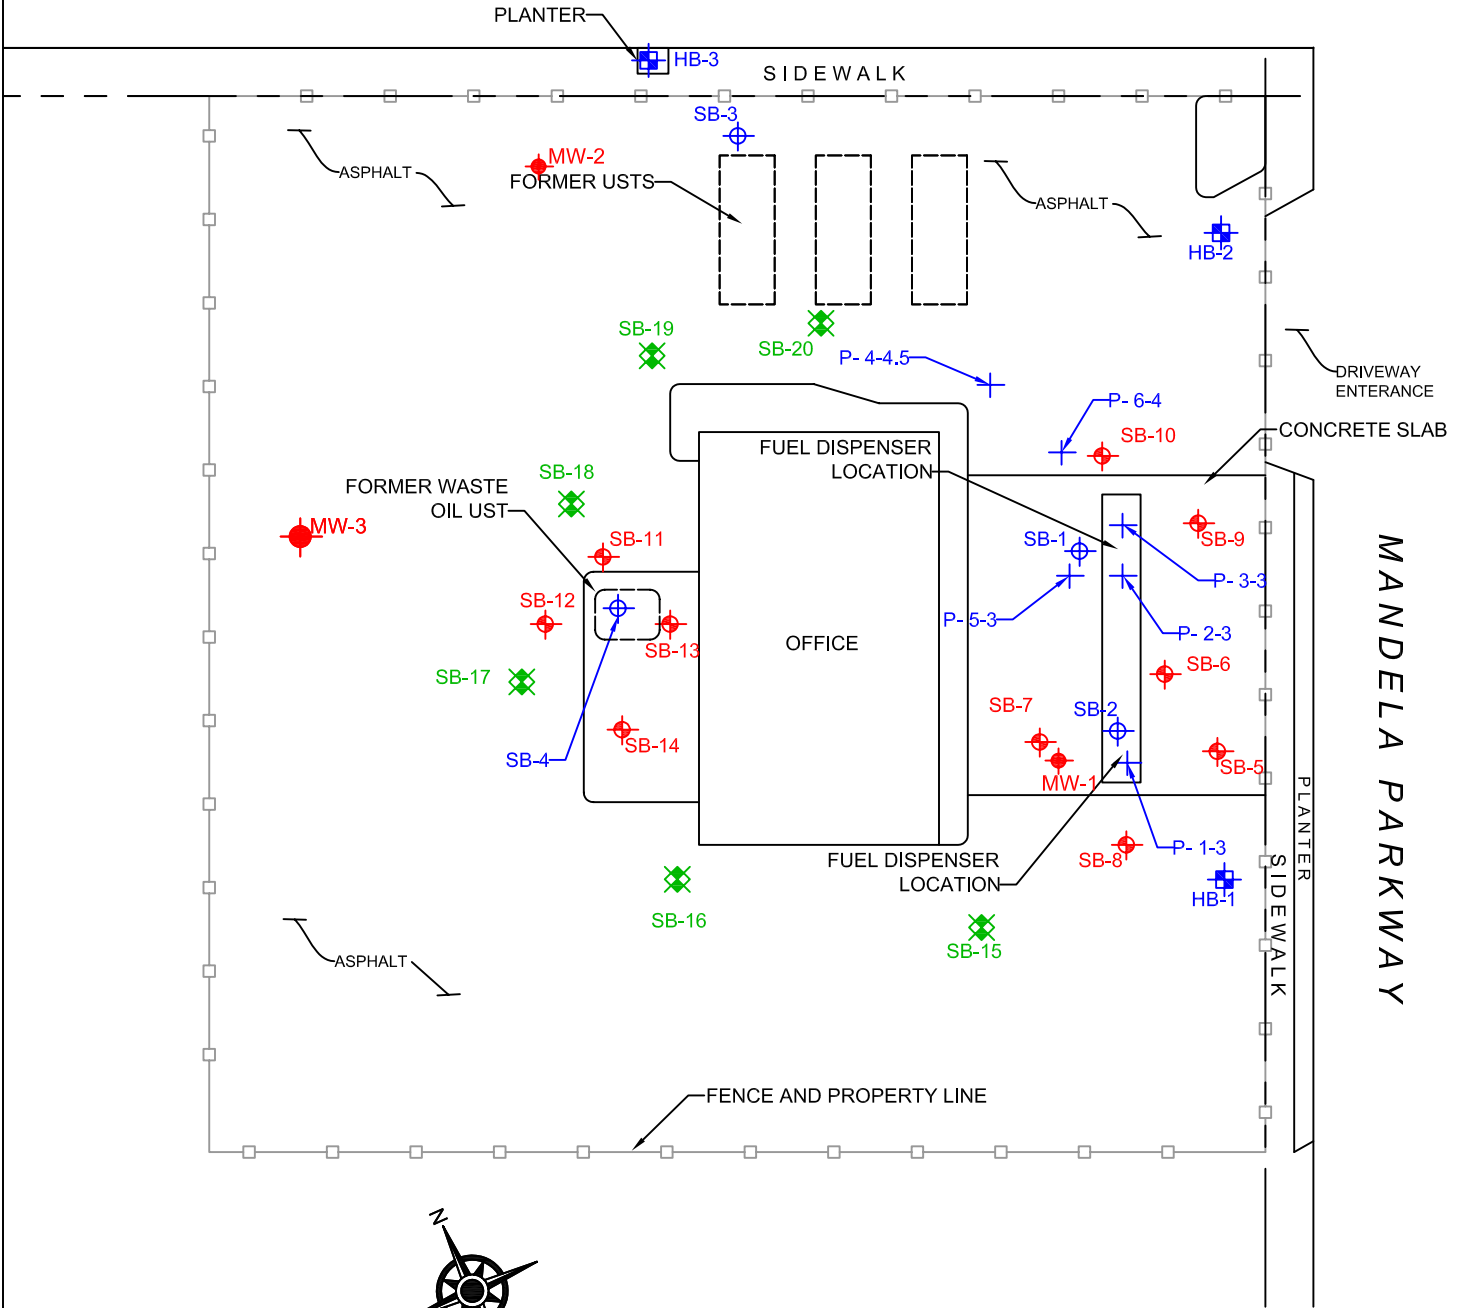 PLANTER
HB-3
SIDEWALK
SB-3
MW-2
ASPHALT
FORMER USTS
ASPHALT
HB-2
SB-19
SB-20
P- 4-4.5
DRIVEWAY
ENTERANCE
P- 6-4
SB-10
CONCRETE SLAB
FUEL DISPENSER
LOCATION
SB-18
FORMER WASTE
OIL UST
MW-3
SB-11
SB-1
SB-9
P- 3-3
SB-12
P- 5-3
P- 2-3
SB-13
OFFICE
SB-17
SB-6
SB-7
SB-2
SB-14
SB-4
SB-5
MW-1
MANDELA PARKWAY
PLANTER
SIDEWALK
P- 1-3
SB-8
FUEL DISPENSER
LOCATION
HB-1
SB-16
SB-15
ASPHALT
FENCE AND PROPERTY LINE
N